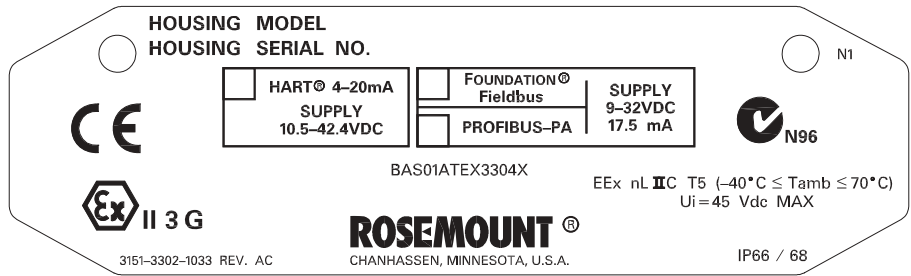 HOUSING MODEL
HOUSING SERIAL NO.
N1
HART® 4–20mA
SUPPLY
10.5–42.4VDC
FOUNDATION®
Fieldbus
PROFIBUS–PA
SUPPLY
9–32VDC
17.5 mA
CE
N96
BAS01ATEX3304X
EEx nL IIC T5 (–40°C ≤ Tamb ≤ 70°C)
Ui=45 Vdc MAX
Ex II 3 G
ROSEMOUNT®
CHANHASSEN, MINNESOTA, U.S.A.
3151–3302–1033 REV. AC
IP66 / 68